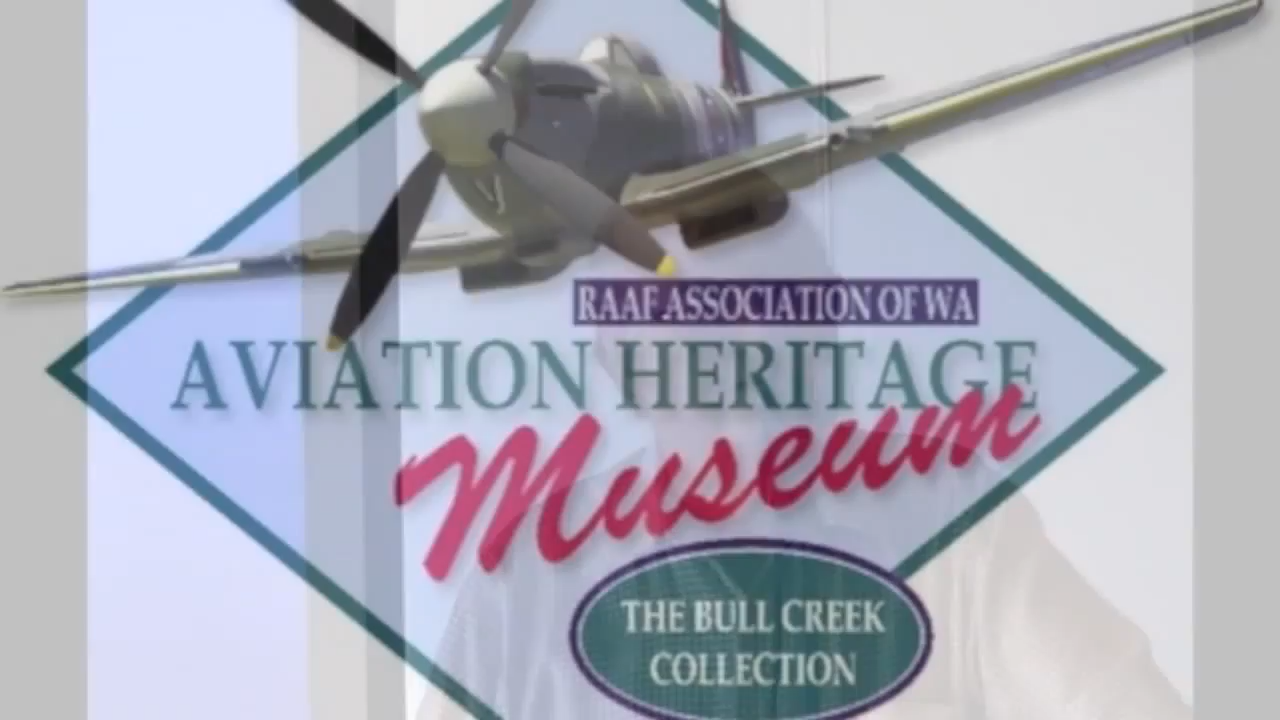 RAAF ASSOCIATION OF WA
AVIATION HERITAGE
Museum
THE BULL CREEK
COLLECTION